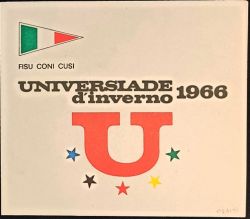 FISU CONI CUSI
UNIVERSIADE
d'inverno 1966
U